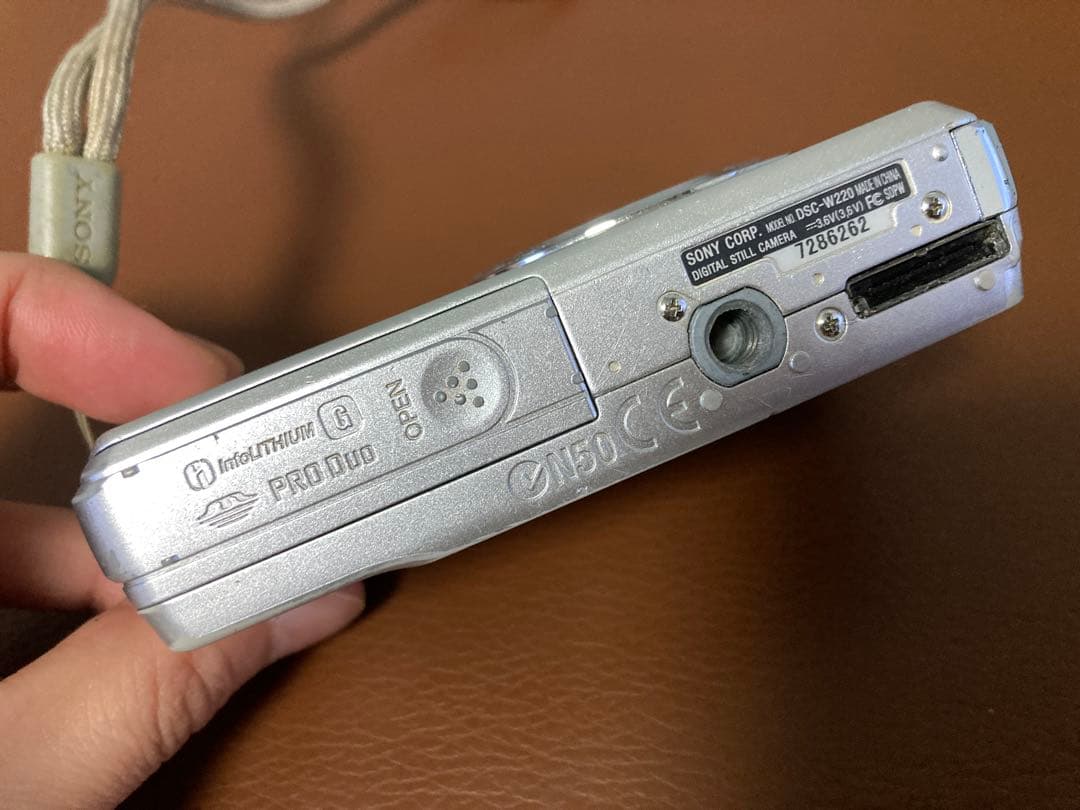 SONY
SONY CORP. MODEL NO. DSC-W220 MADE IN CHINA
DIGITAL STILL CAMERA ⎓3.6V(3,6V) FC SDPW
7286262
InfoLITHIUM G
PRO DUO
OPEN
N50 CE